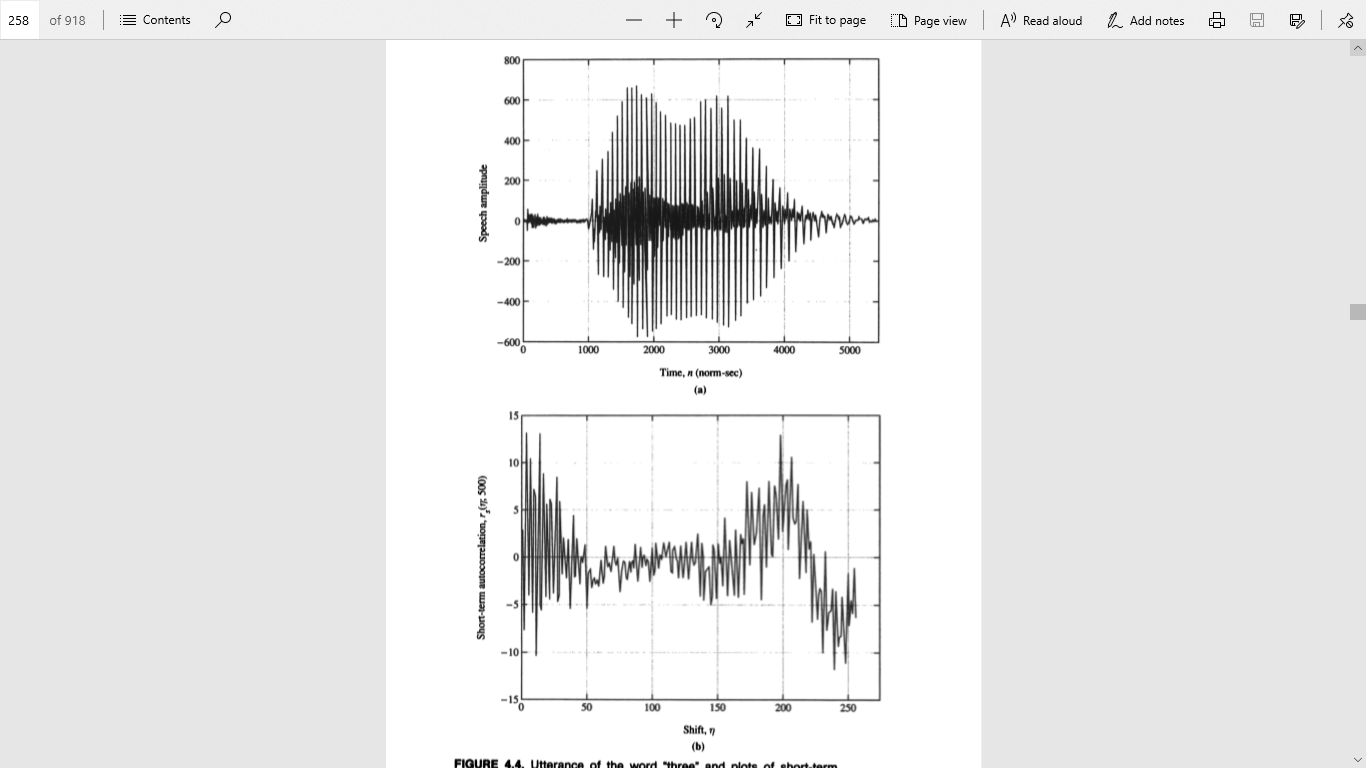 258 of 918 Contents Fit to page Page view Read aloud Add notes
800
600
400
200
0
−200
−400
−600
Speech amplitude
0 1000 2000 3000 4000 5000
Time, n (norm-sec)
(a)
15
10
5
0
−5
−10
−15
Short-term autocorrelation, rs(η; 500)
0 50 100 150 200 250
Shift, η
(b)
FIGURE 4.4. Utterance of the word "three" and plots of short-term